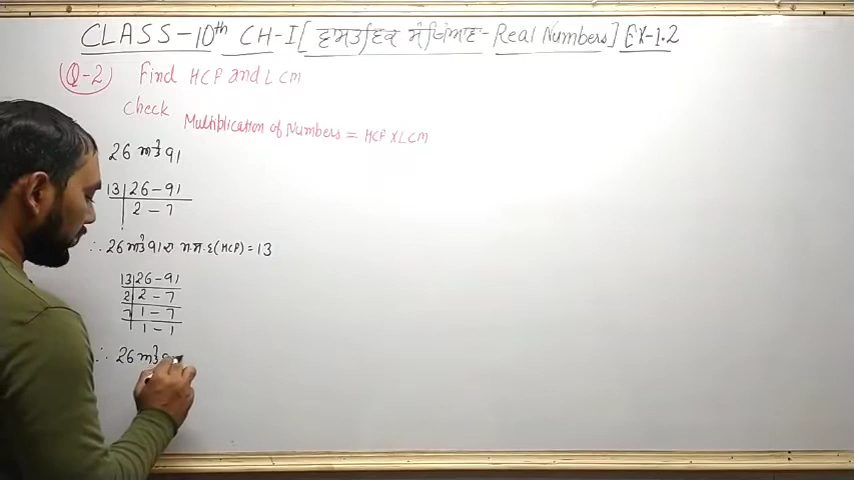 CLASS-10th CH-I [ ਵਾਸਤਵਿਕ ਸੰਖਿਆਵਾਂ - Real Numbers] EX-1.2
(Q-2) Find HCF and LCM
Check
Multiplication of Numbers = HCF X LCM
26 ਅਤੇ 91
13 | 26 - 91
2 - 7
∴ 26 ਅਤੇ 91 ਦਾ ਮ.ਸ.ਵ (HCF) = 13
13 | 26 - 91
2 | 2 - 7
7 | 1 - 7
1 - 1
∴ 26 ਅਤੇ